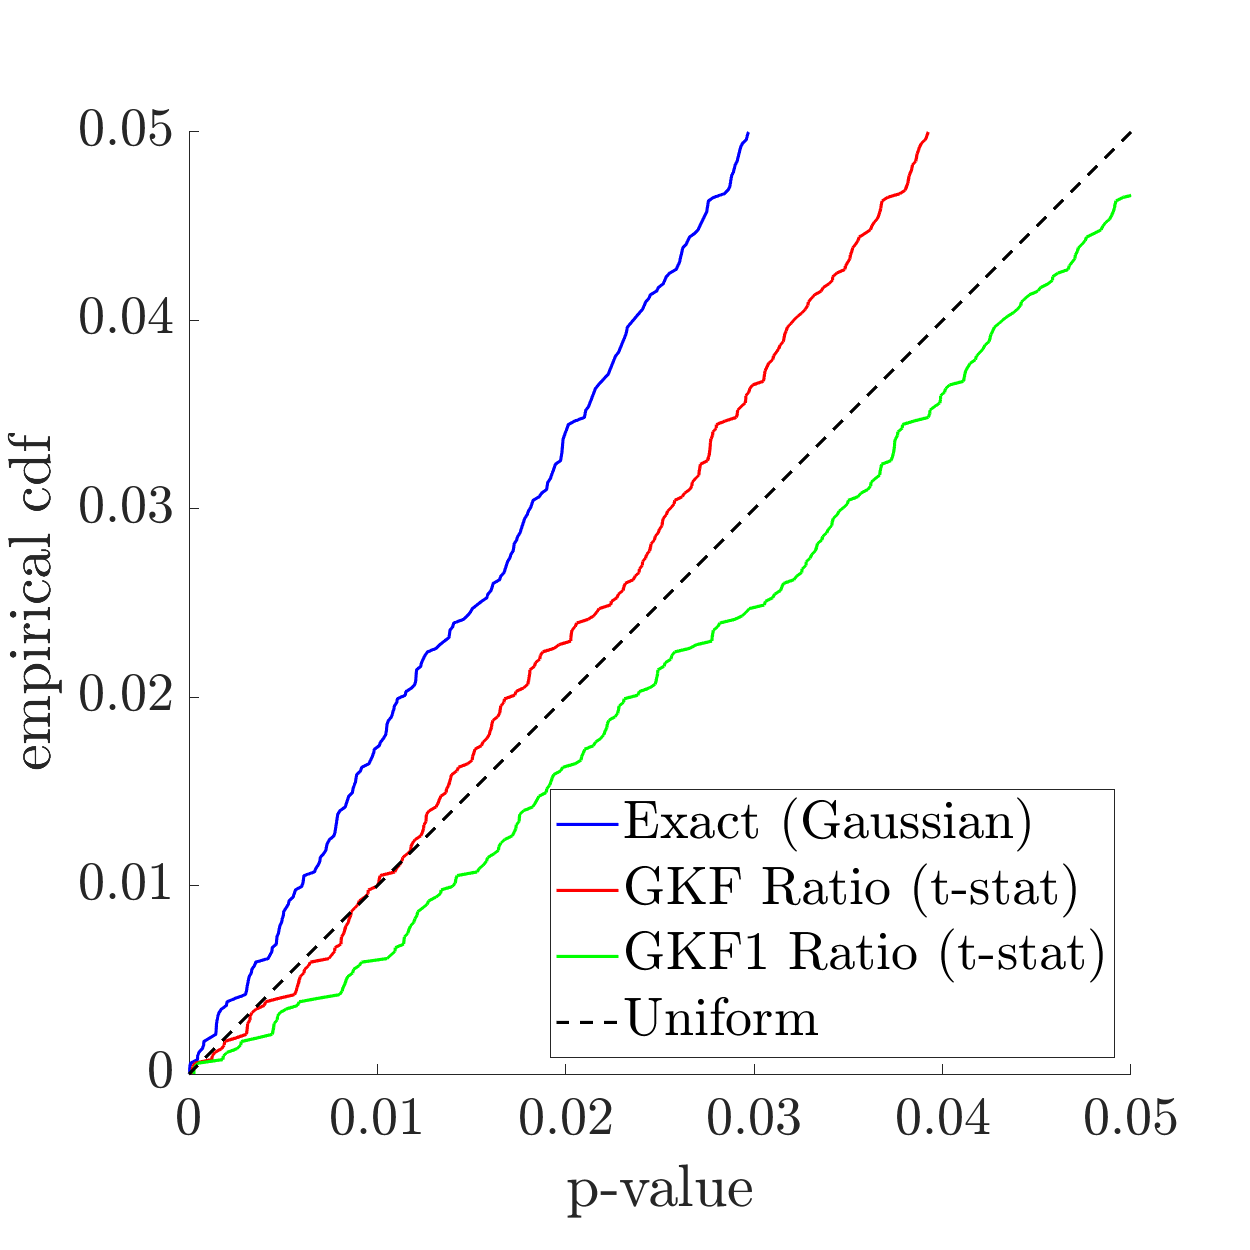 0.05
0.04
0.03
0.02
0.01
0
empirical cdf
Exact (Gaussian)
GKF Ratio (t-stat)
GKF1 Ratio (t-stat)
Uniform
0 0.01 0.02 0.03 0.04 0.05
p-value